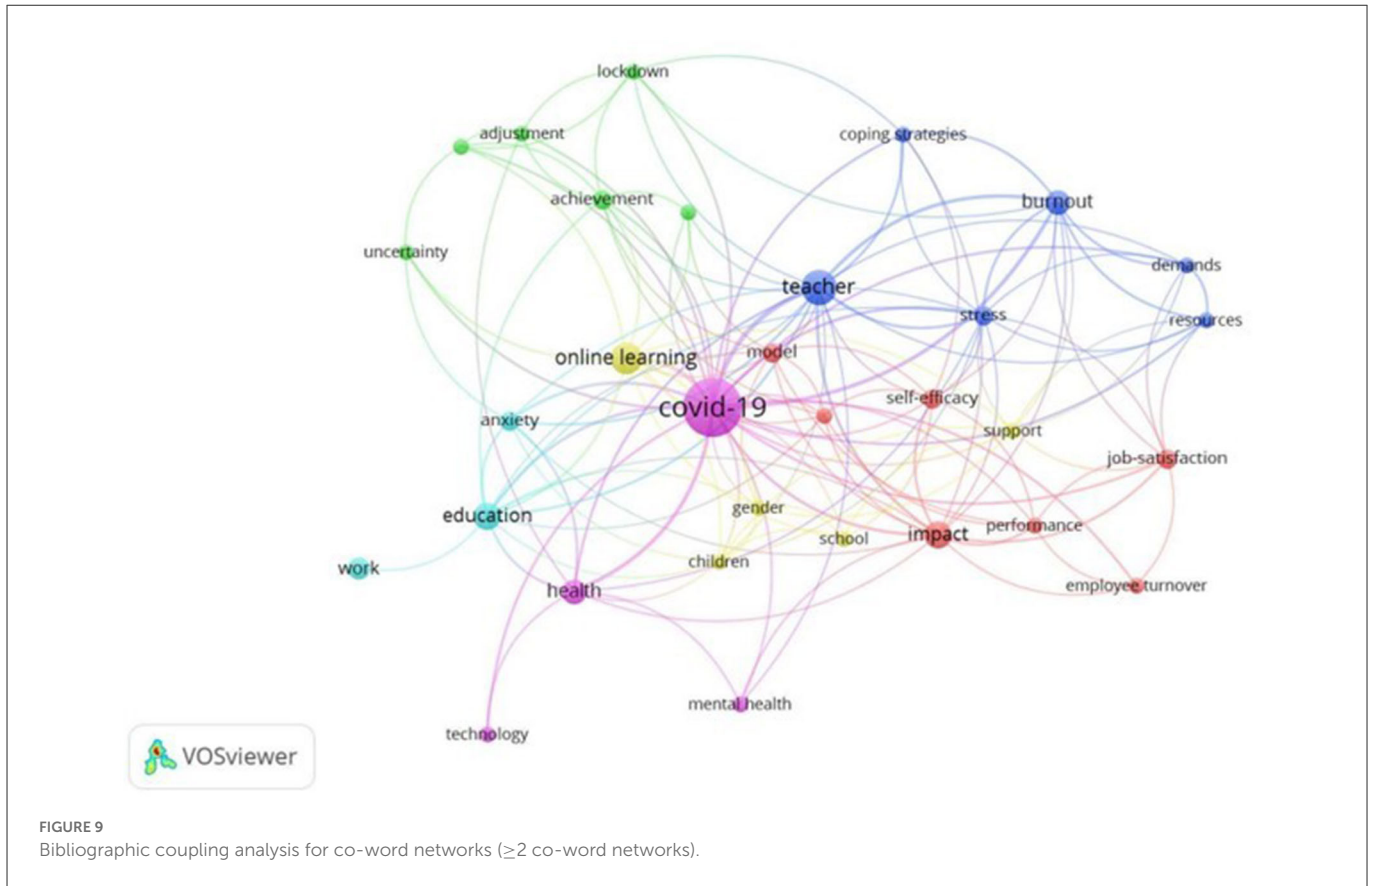 lockdown
adjustment
coping strategies
achievement
burnout
uncertainty
demands
teacher
stress
resources
online learning
model
covid-19
self-efficacy
anxiety
support
job-satisfaction
education
gender
impact
performance
school
work
children
health
employee turnover
mental health
technology
VOSviewer
FIGURE 9
Bibliographic coupling analysis for co-word networks (≥2 co-word networks).